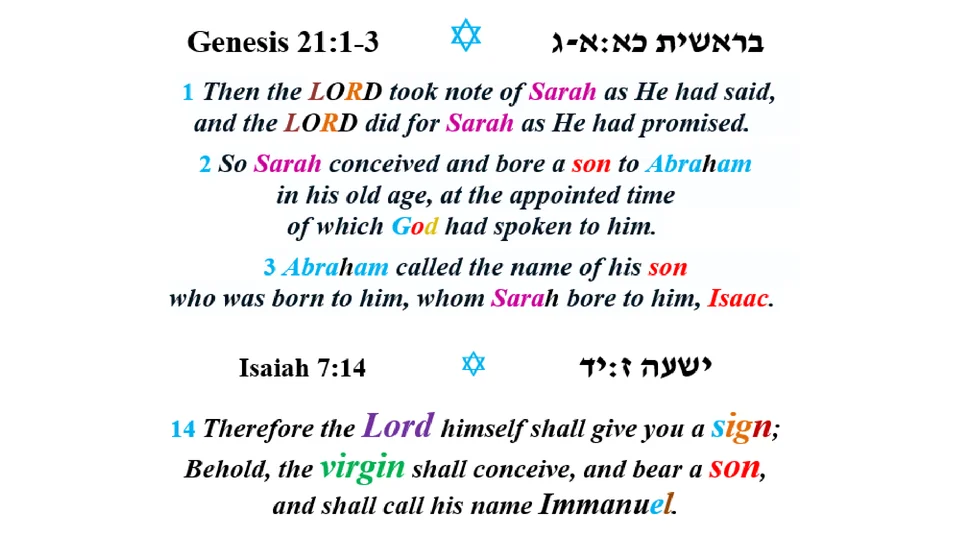 Genesis 21:1-3 ✡ בראשית כא:א-ג
1 Then the LORD took note of Sarah as He had said,
and the LORD did for Sarah as He had promised.
2 So Sarah conceived and bore a son to Abraham
in his old age, at the appointed time
of which God had spoken to him.
3 Abraham called the name of his son
who was born to him, whom Sarah bore to him, Isaac.
Isaiah 7:14 ✡ ישעה ז:יד
14 Therefore the Lord himself shall give you a sign;
Behold, the virgin shall conceive, and bear a son,
and shall call his name Immanuel.